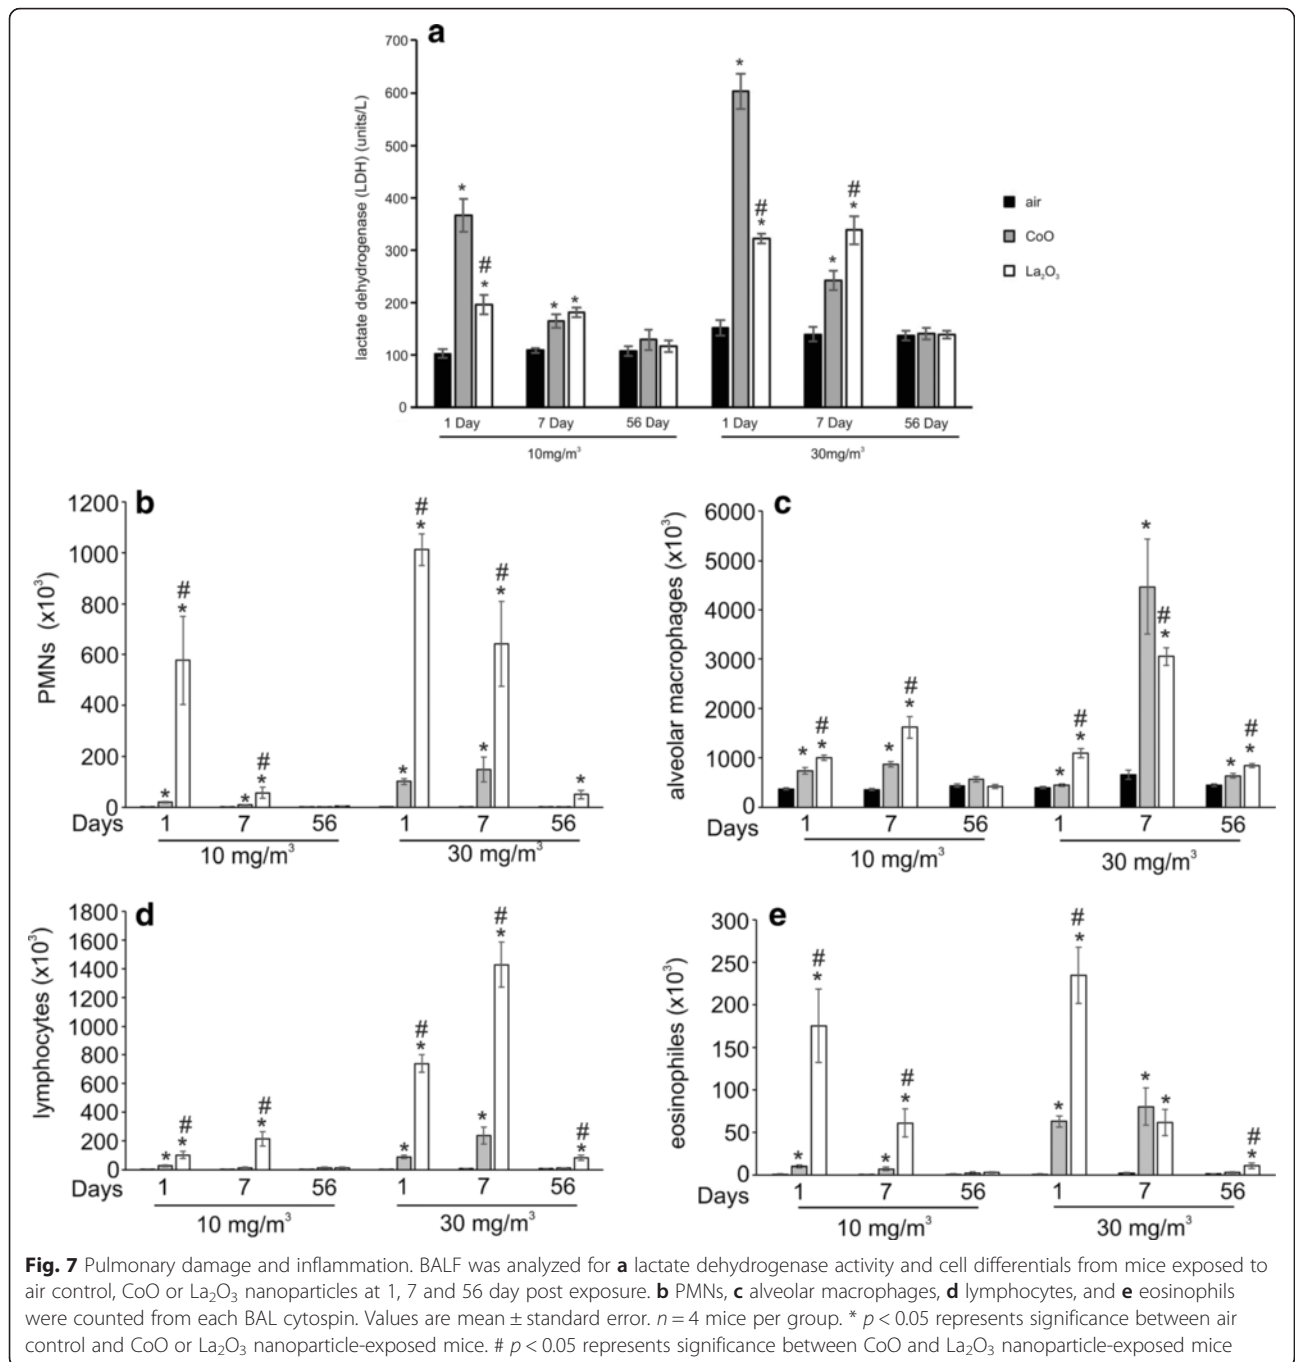 a
lactate dehydrogenase (LDH) (units/L)
700
600
500
400
300
200
100
0
* * # * * * * # * * # *
1 Day 7 Day 56 Day 1 Day 7 Day 56 Day
10mg/m³ 30mg/m³
air
CoO
La₂O₃
b
PMNs (x10³)
1200
1000
800
600
400
200
0
* # * * # * * # * * # * *
Days 1 7 56 1 7 56
10 mg/m³ 30 mg/m³
c
alveolar macrophages (x10³)
6000
5000
4000
3000
2000
1000
0
* # * * # * * # * * # * * # *
Days 1 7 56 1 7 56
10 mg/m³ 30 mg/m³
d
lymphocytes (x10³)
1800
1600
1400
1200
1000
800
600
400
200
0
* # * # * * # * * # * # *
Days 1 7 56 1 7 56
10 mg/m³ 30 mg/m³
e
eosinophiles (x10³)
300
250
200
150
100
50
0
* # * * # * * # * * * # *
Days 1 7 56 1 7 56
10 mg/m³ 30 mg/m³
Fig. 7 Pulmonary damage and inflammation. BALF was analyzed for a lactate dehydrogenase activity and cell differentials from mice exposed to
air control, CoO or La₂O₃ nanoparticles at 1, 7 and 56 day post exposure. b PMNs, c alveolar macrophages, d lymphocytes, and e eosinophils
were counted from each BAL cytospin. Values are mean ± standard error. n = 4 mice per group. * p < 0.05 represents significance between air
control and CoO or La₂O₃ nanoparticle-exposed mice. # p < 0.05 represents significance between CoO and La₂O₃ nanoparticle-exposed mice